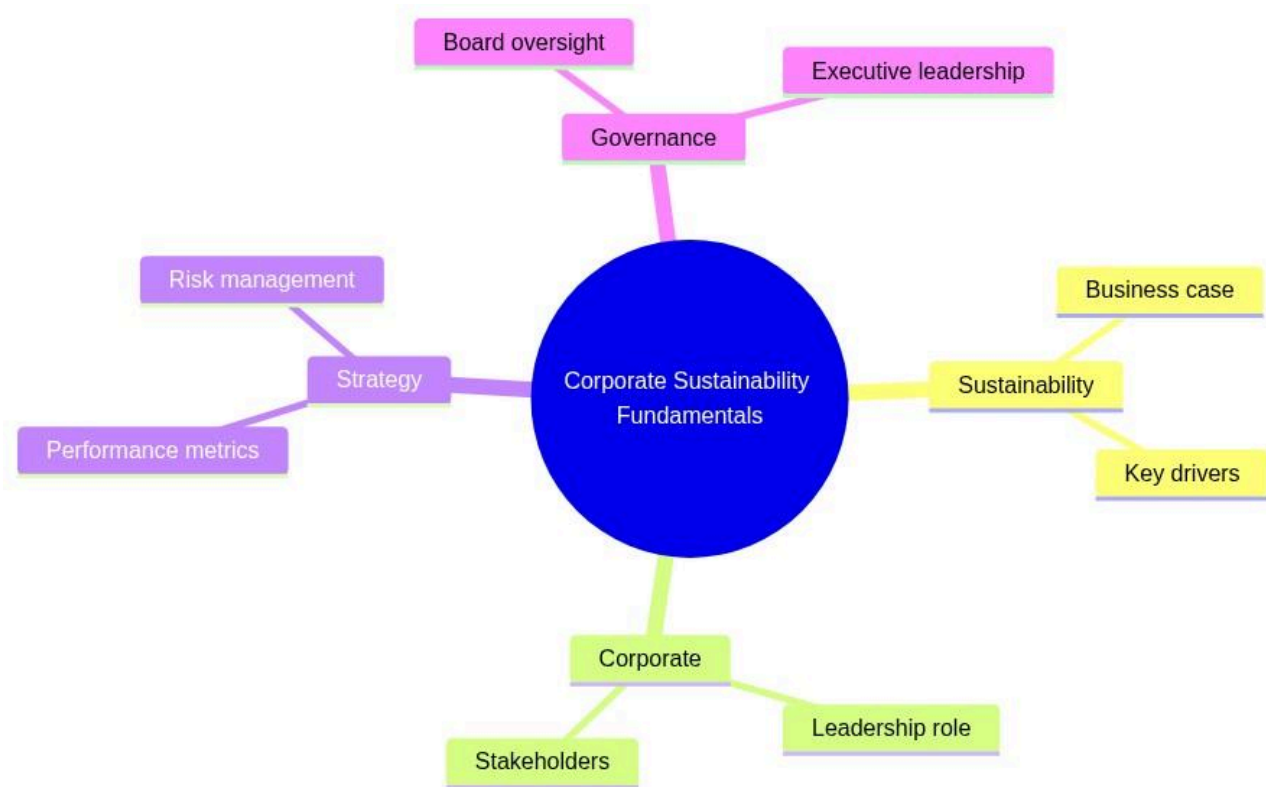 Board oversight
Executive leadership
Governance
Risk management
Business case
Strategy
Corporate Sustainability
Fundamentals
Sustainability
Performance metrics
Key drivers
Corporate
Leadership role
Stakeholders